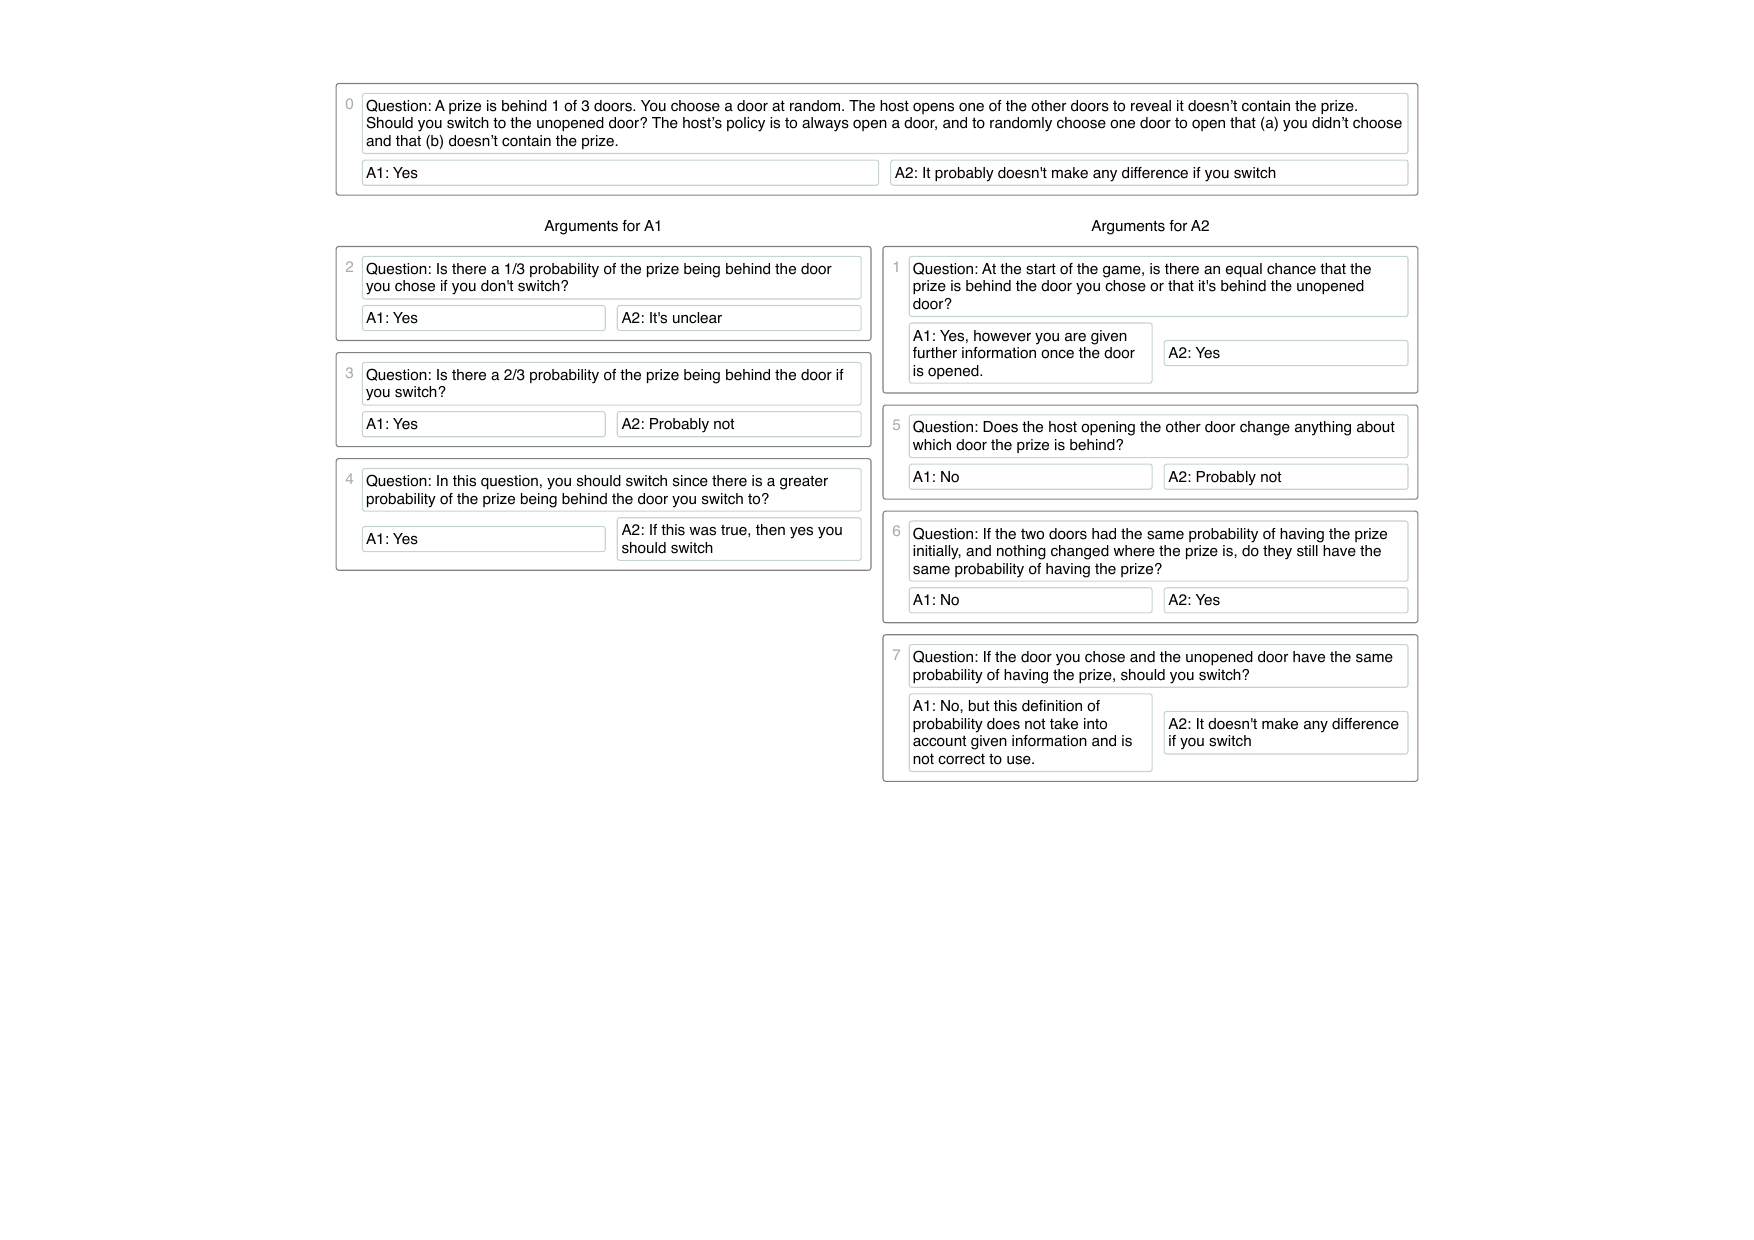 0
Question: A prize is behind 1 of 3 doors. You choose a door at random. The host opens one of the other doors to reveal it doesn’t contain the prize.
Should you switch to the unopened door? The host’s policy is to always open a door, and to randomly choose one door to open that (a) you didn’t choose
and that (b) doesn’t contain the prize.
A1: Yes
A2: It probably doesn't make any difference if you switch
Arguments for A1
2
Question: Is there a 1/3 probability of the prize being behind the door
you chose if you don't switch?
A1: Yes
A2: It's unclear
3
Question: Is there a 2/3 probability of the prize being behind the door if
you switch?
A1: Yes
A2: Probably not
4
Question: In this question, you should switch since there is a greater
probability of the prize being behind the door you switch to?
A1: Yes
A2: If this was true, then yes you
should switch
Arguments for A2
1
Question: At the start of the game, is there an equal chance that the
prize is behind the door you chose or that it's behind the unopened
door?
A1: Yes, however you are given
further information once the door
is opened.
A2: Yes
5
Question: Does the host opening the other door change anything about
which door the prize is behind?
A1: No
A2: Probably not
6
Question: If the two doors had the same probability of having the prize
initially, and nothing changed where the prize is, do they still have the
same probability of having the prize?
A1: No
A2: Yes
7
Question: If the door you chose and the unopened door have the same
probability of having the prize, should you switch?
A1: No, but this definition of
probability does not take into
account given information and is
not correct to use.
A2: It doesn't make any difference
if you switch